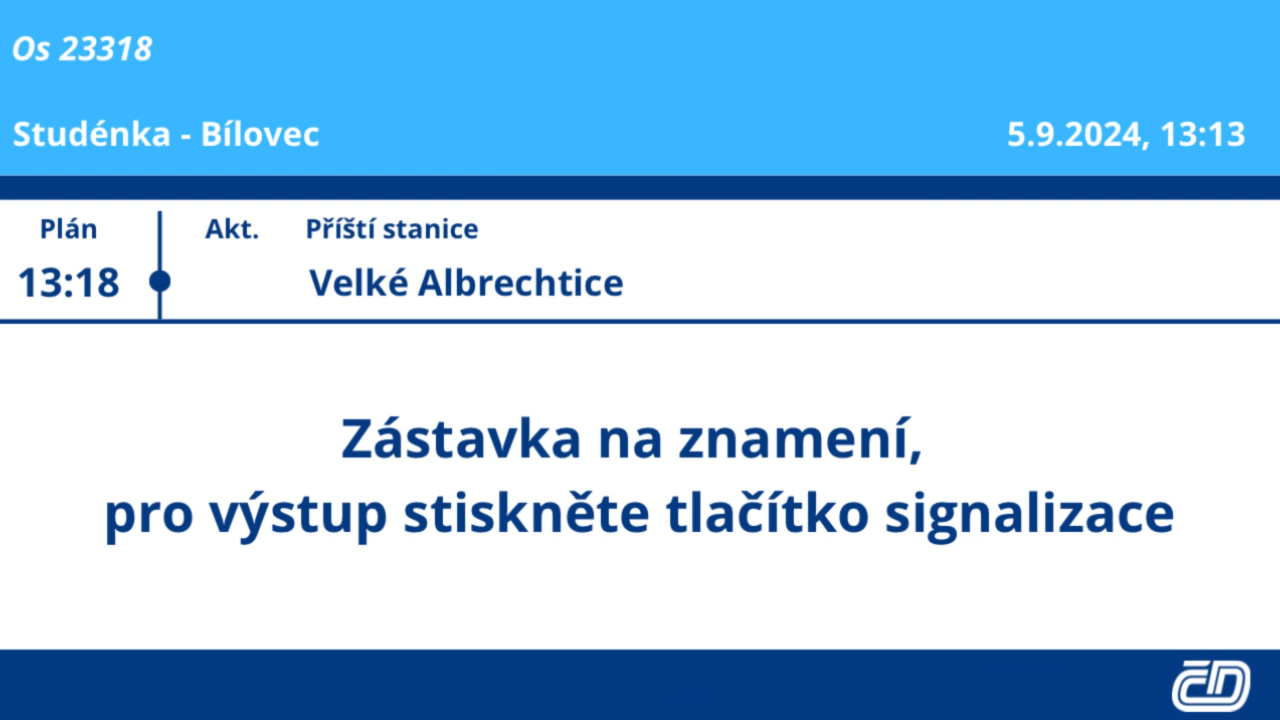 Os 23318
Studénka - Bílovec
5.9.2024, 13:13
Plán
Akt.
Příští stanice
13:18
Velké Albrechtice
Zástavka na znamení,
pro výstup stiskněte tlačítko signalizace
ČD